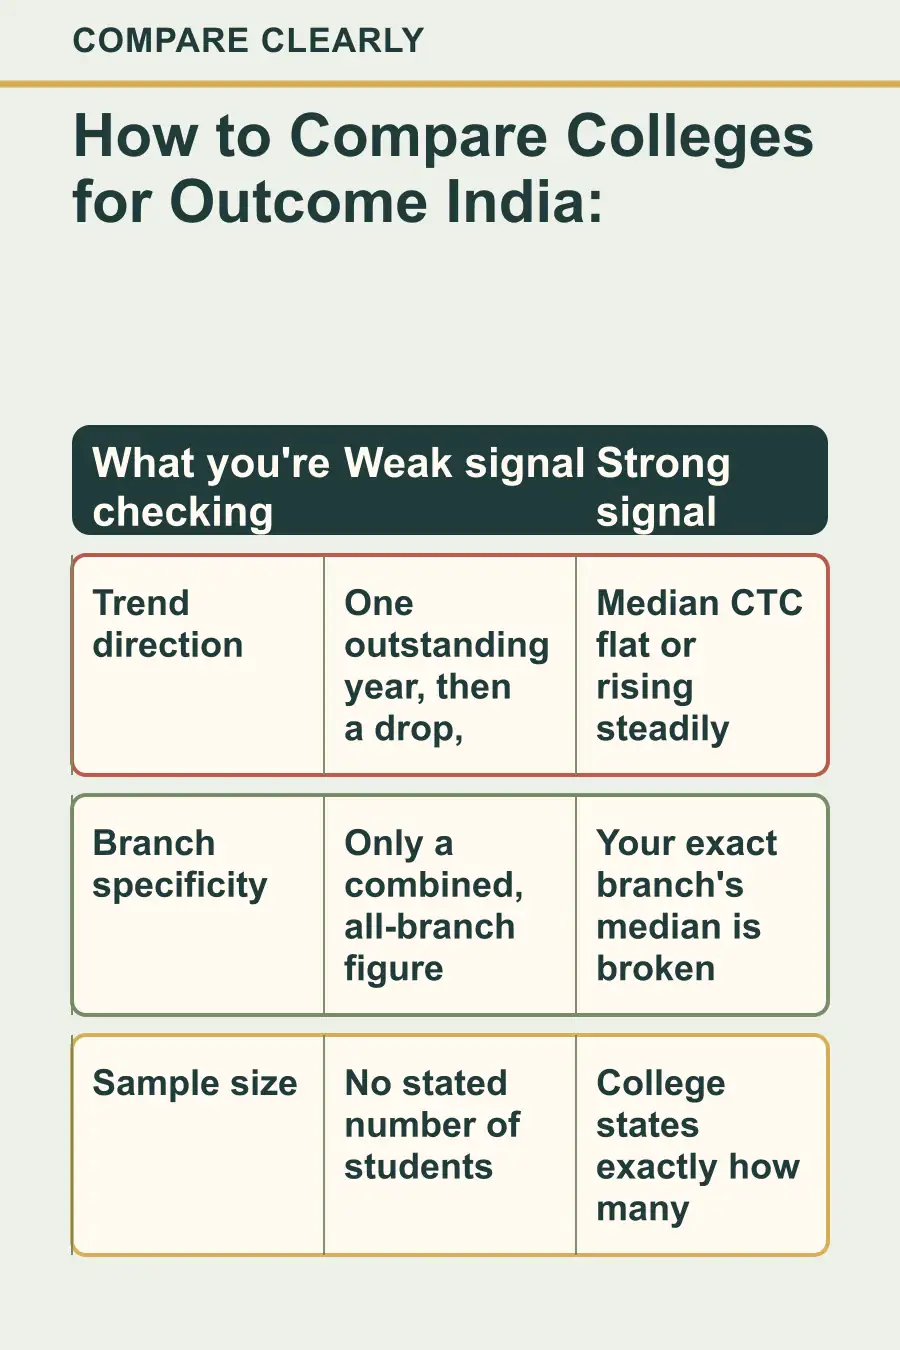 COMPARE CLEARLY
How to Compare Colleges
for Outcome India:
What you're checking
Weak signal
Strong signal
Trend
direction
One
outstanding
year, then
a drop,
Median CTC
flat or
rising
steadily
Branch
specificity
Only a
combined,
all-branch
figure
Your exact
branch's
median is
broken
Sample size
No stated
number of
students
College
states
exactly how
many